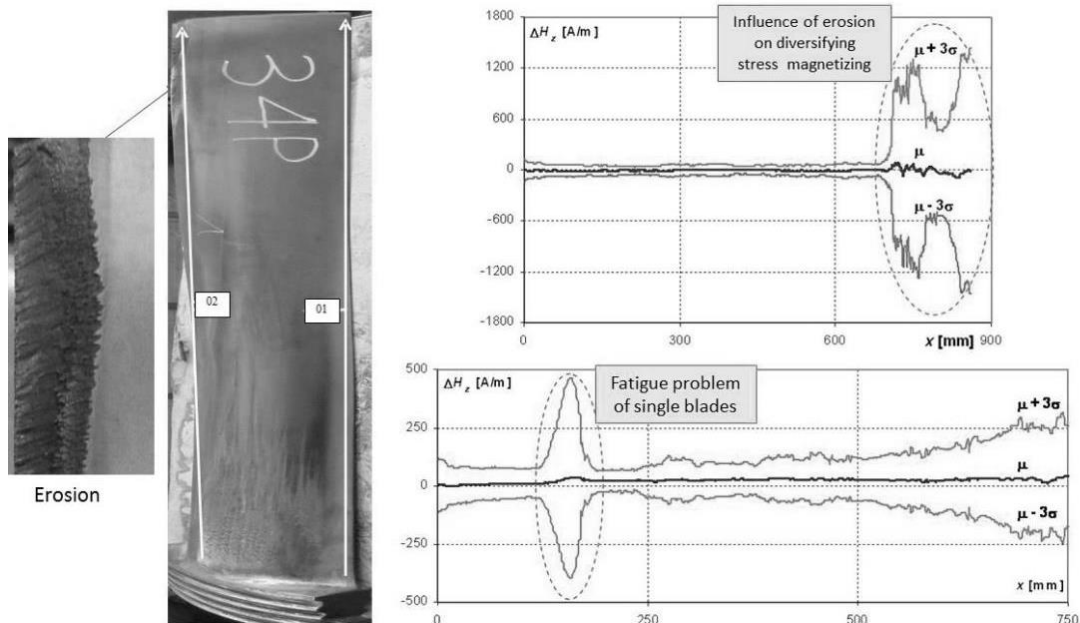 34P
02
01
Erosion
ΔH_z [A/m]
Influence of erosion
on diversifying
stress magnetizing
1800
1200
600
0
-600
-1200
-1800
μ + 3σ
μ
μ - 3σ
0
300
600
x [mm]
900
ΔH_z [A/m]
Fatigue problem
of single blades
500
250
0
-250
-500
μ + 3σ
μ
μ - 3σ
x [mm]
0
250
500
750